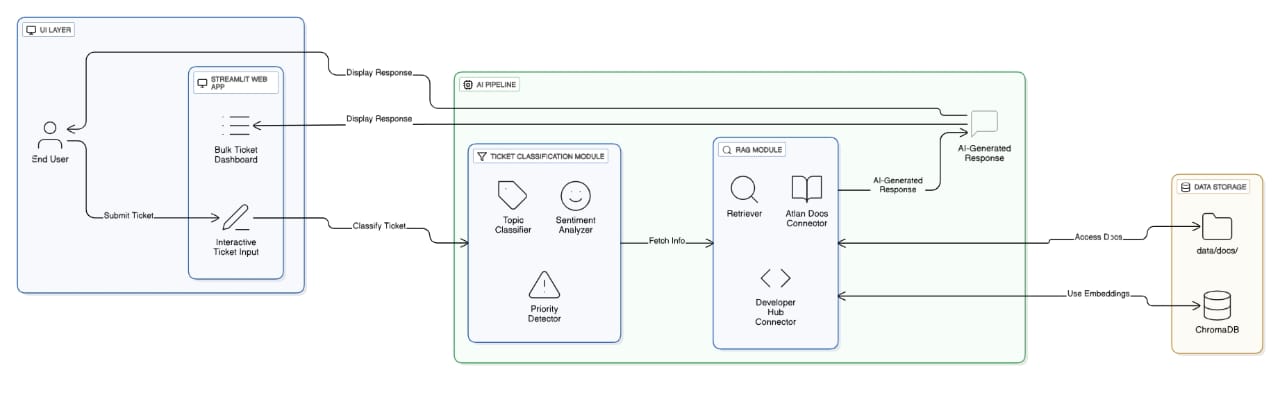 UI LAYER
STREAMLIT WEB
APP
End User
Bulk Ticket
Dashboard
Submit Ticket
Interactive
Ticket Input
Display Response
Display Response
Classify Ticket
AI PIPELINE
TICKET CLASSIFICATION MODULE
Topic
Classifier
Sentiment
Analyzer
Priority
Detector
Fetch Info
RAG MODULE
Retriever
Atlan Docs
Connector
Developer
Hub
Connector
AI-Generated
Response
AI-Generated
Response
Access Docs
Use Embeddings
DATA STORAGE
data/docs/
ChromaDB